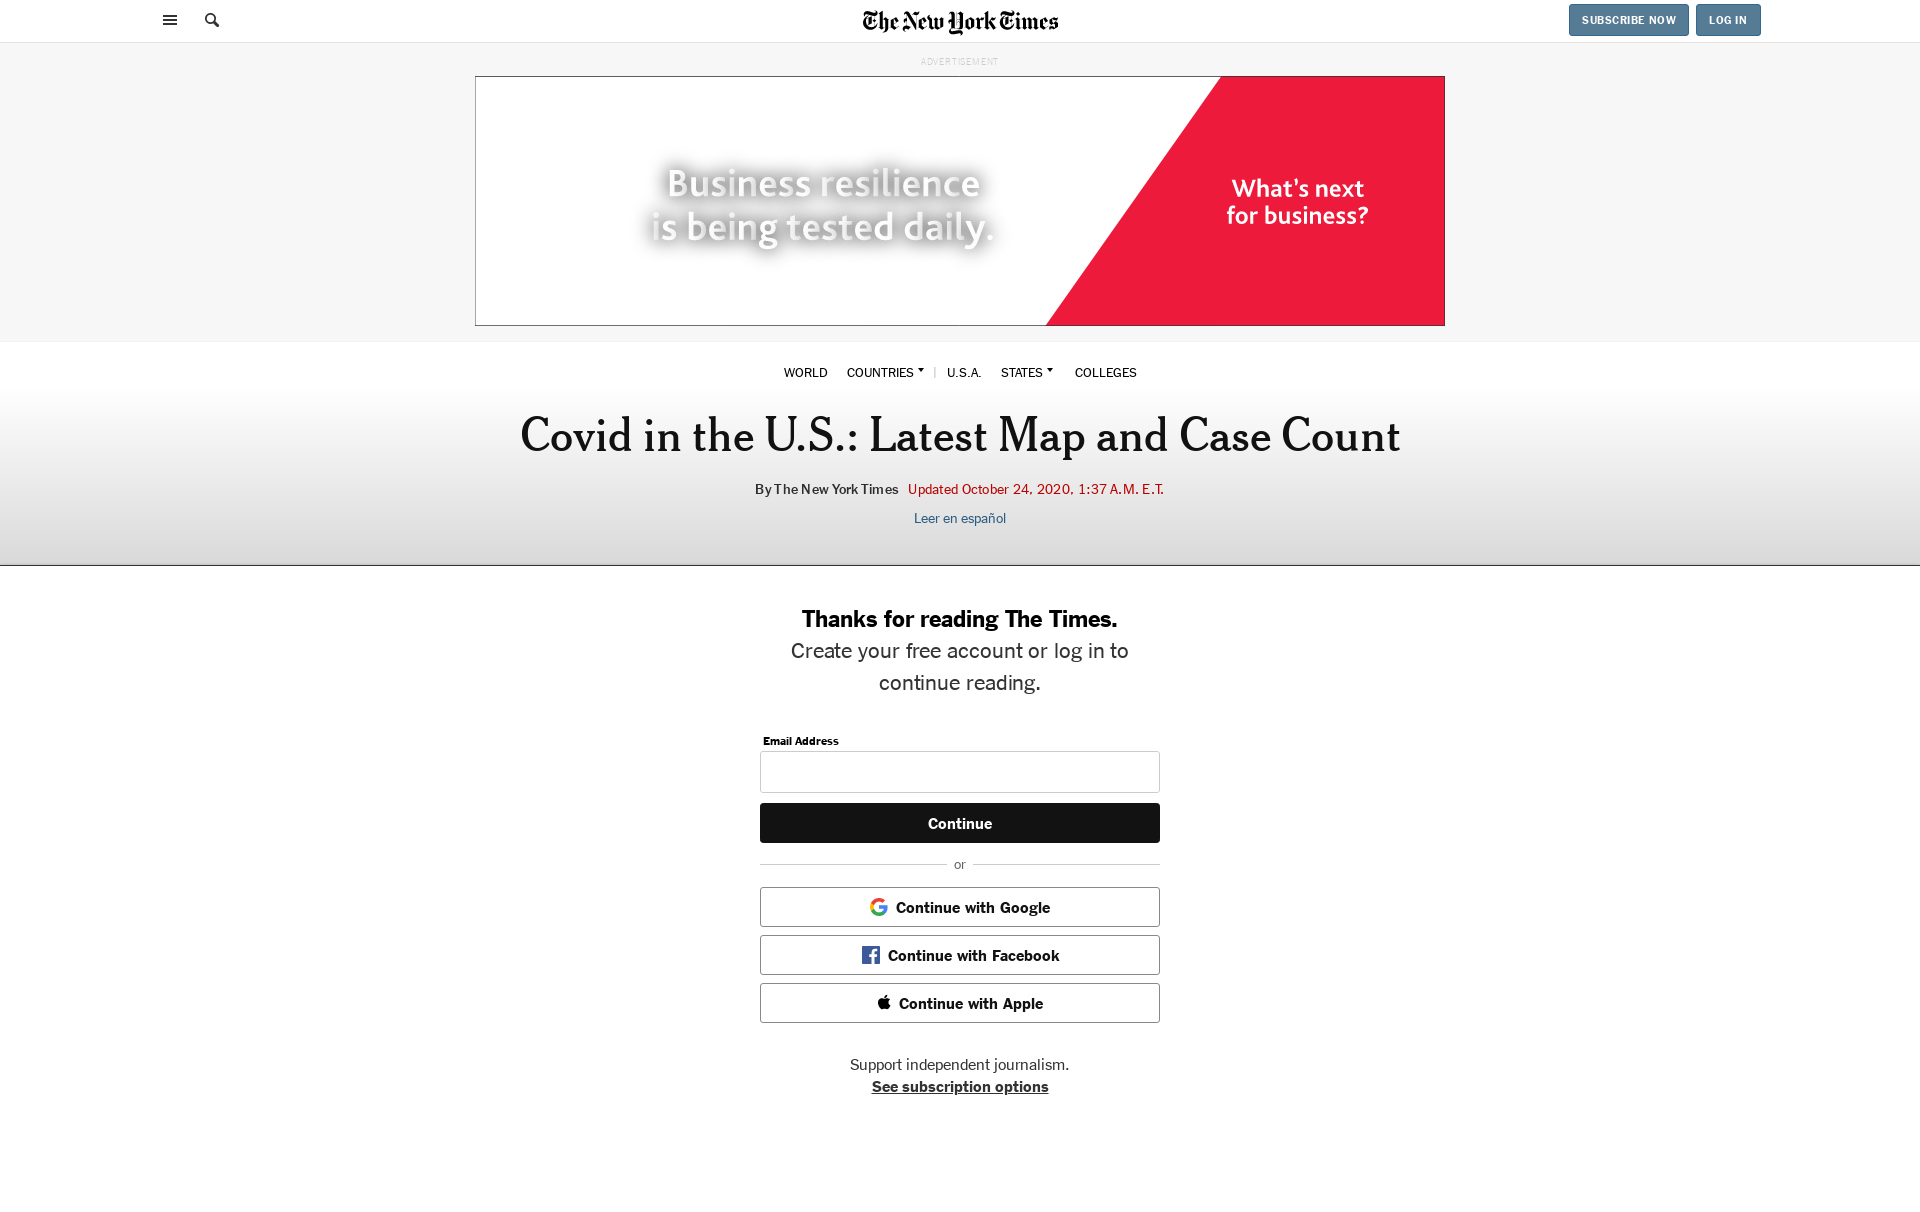 The New York Times
SUBSCRIBE NOW
LOG IN
ADVERTISEMENT
Business resilience
is being tested daily.
What's next
for business?
WORLD COUNTRIES U.S.A. STATES COLLEGES
Covid in the U.S.: Latest Map and Case Count
By The New York Times Updated October 24, 2020, 1:37 A.M. E.T.
Leer en español
Thanks for reading The Times.
Create your free account or log in to
continue reading.
Email Address
Continue
or
Continue with Google
Continue with Facebook
Continue with Apple
Support independent journalism.
See subscription options